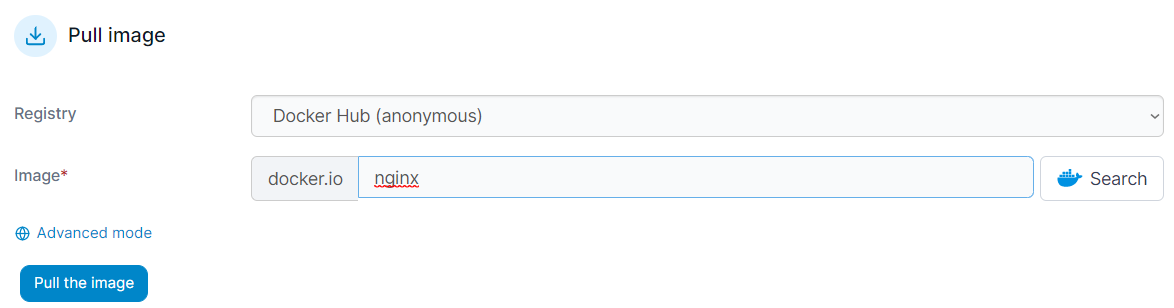 Pull image
Registry
Docker Hub (anonymous)
Image*
docker.io nginx Search
Advanced mode
Pull the image